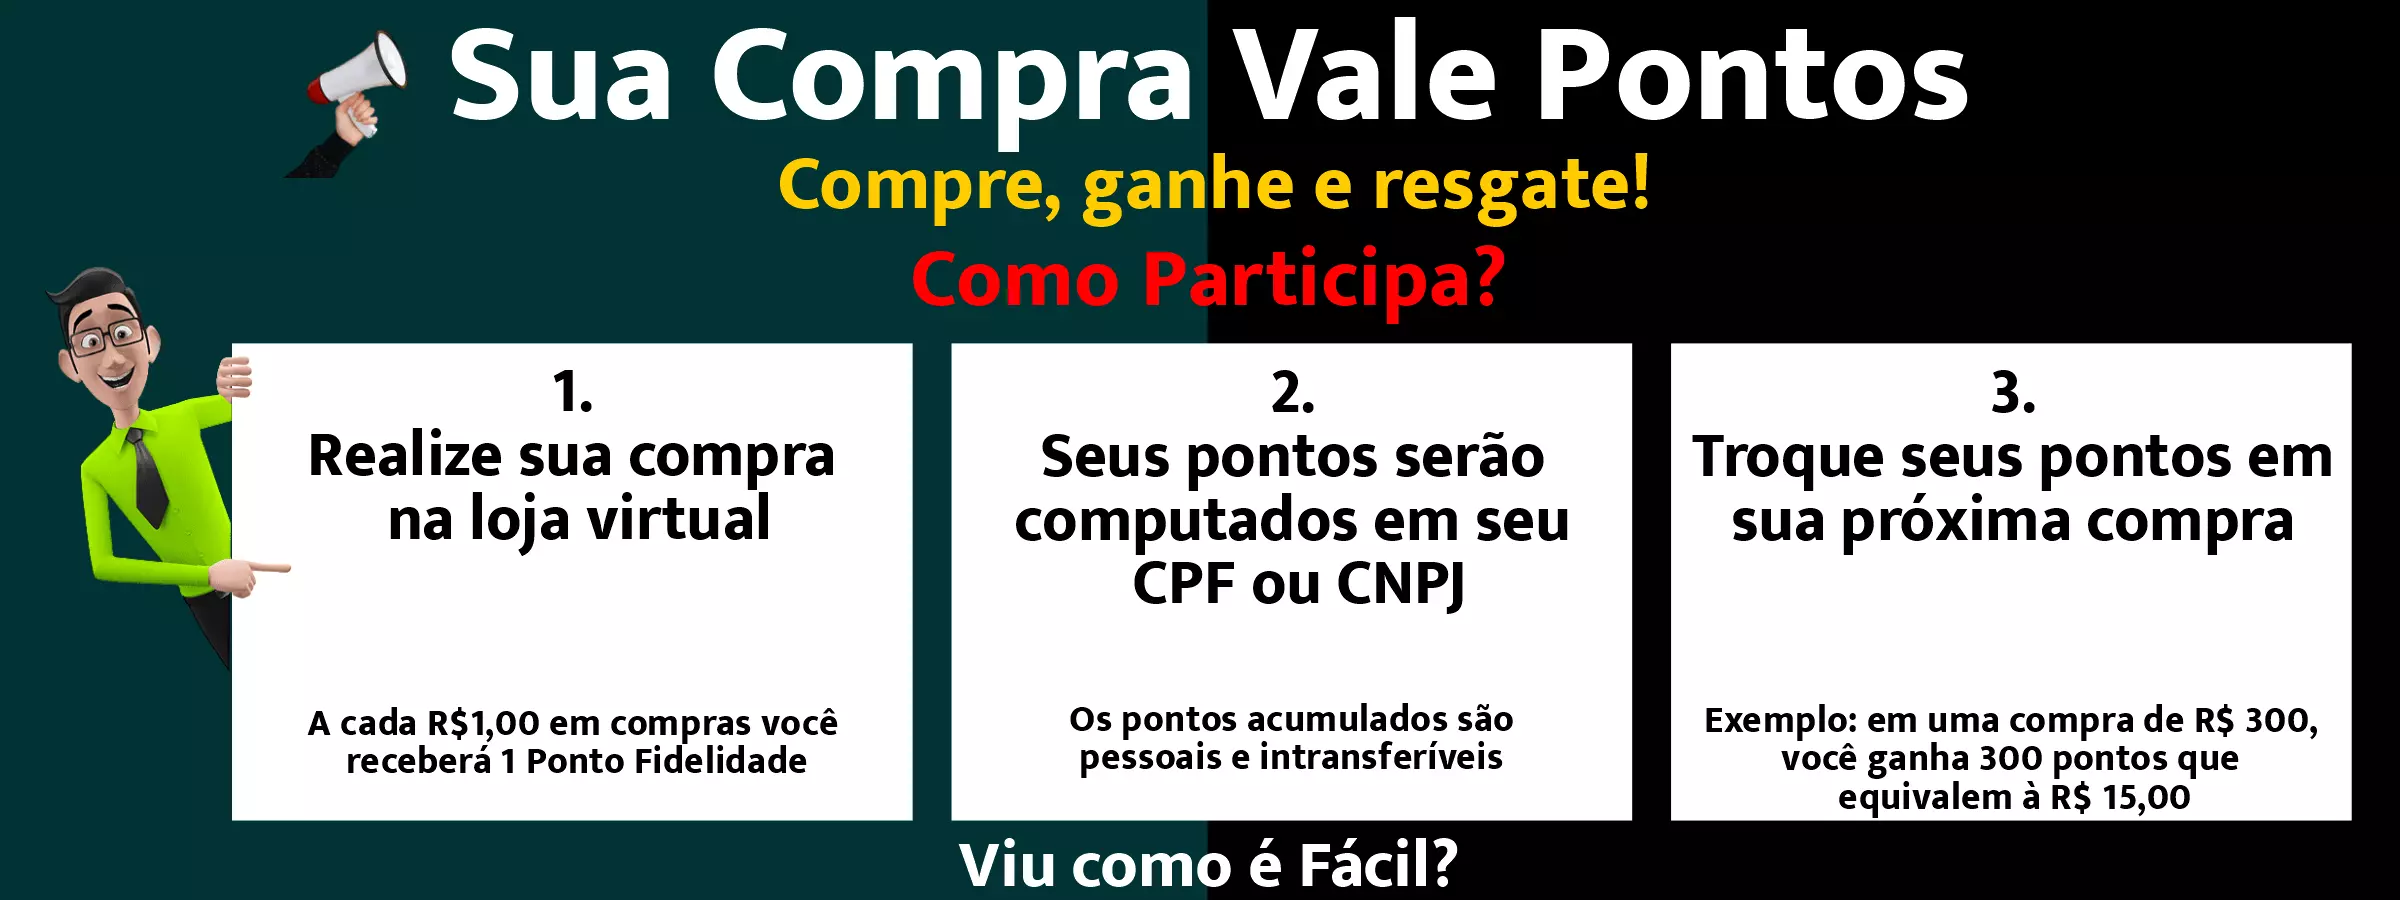 Sua Compra Vale Pontos
Compre, ganhe e resgate!
Como Participa?
1.
Realize sua compra
na loja virtual
A cada R$1,00 em compras você
receberá 1 Ponto Fidelidade
2.
Seus pontos serão
computados em seu
CPF ou CNPJ
Os pontos acumulados são
pessoais e intransferíveis
3.
Troque seus pontos em
sua próxima compra
Exemplo: em uma compra de R$ 300,
você ganha 300 pontos que
equivalem à R$ 15,00
Viu como é Fácil?